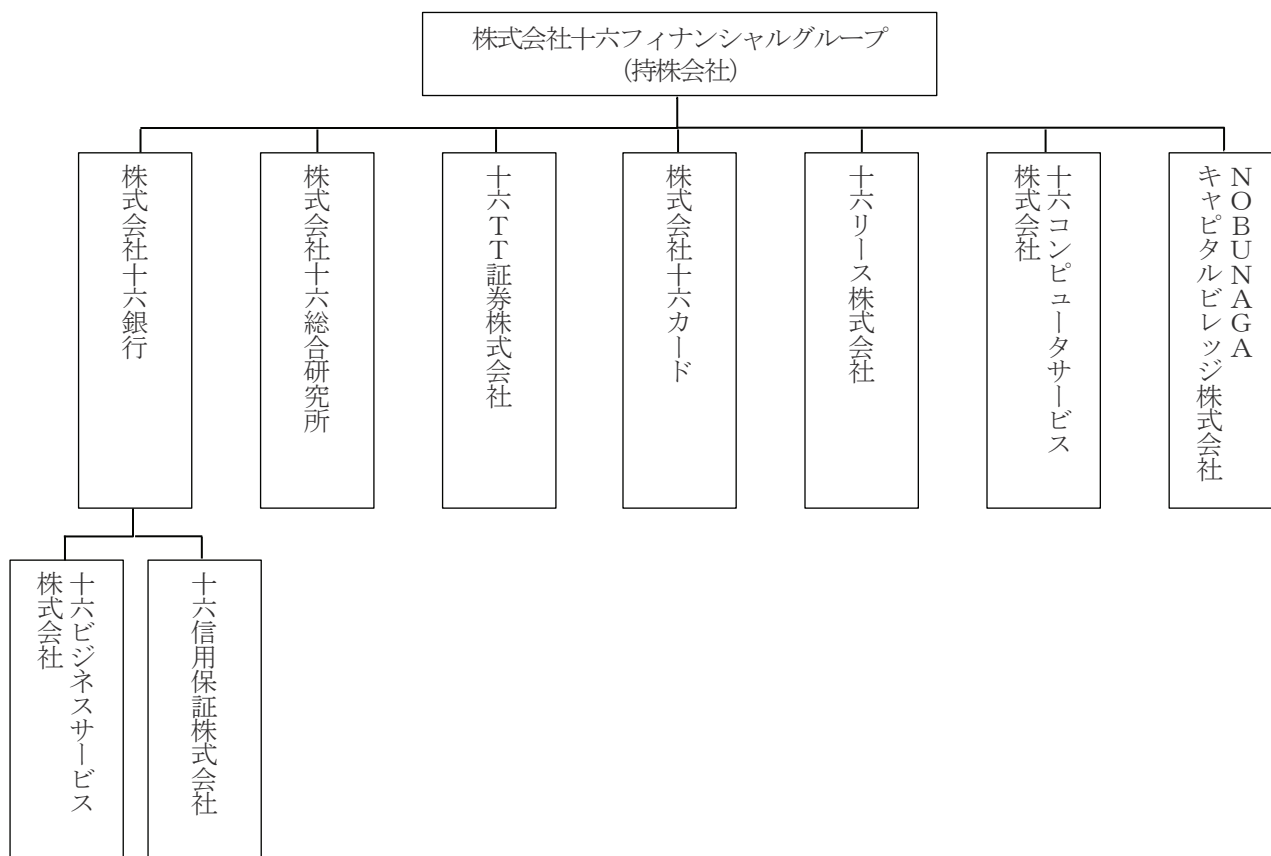 株式会社十六フィナンシャルグループ
（持株会社）
株式会社十六銀行
株式会社十六総合研究所
十六ＴＴ証券株式会社
株式会社十六カード
十六リース株式会社
十六コンピュータサービス
株式会社
ＮＯＢＵＮＡＧＡ
キャピタルビレッジ株式会社
十六ビジネスサービス
株式会社
十六信用保証株式会社